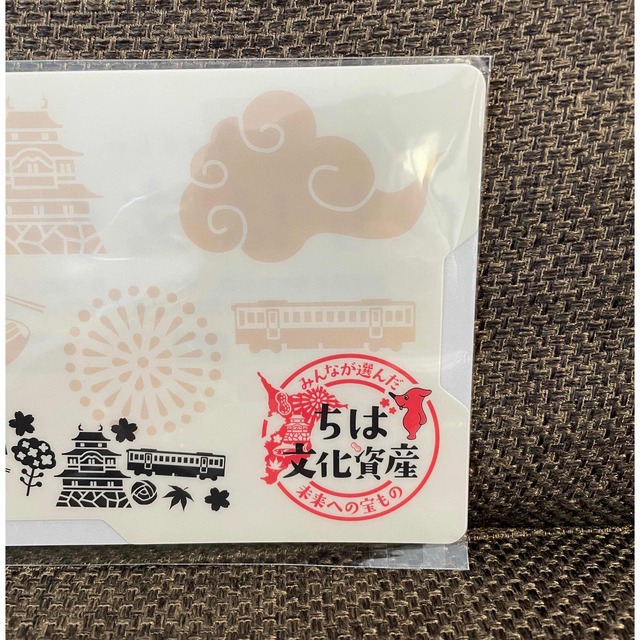 みんなが選んだ
ちば
文化資産
未来への宝もの